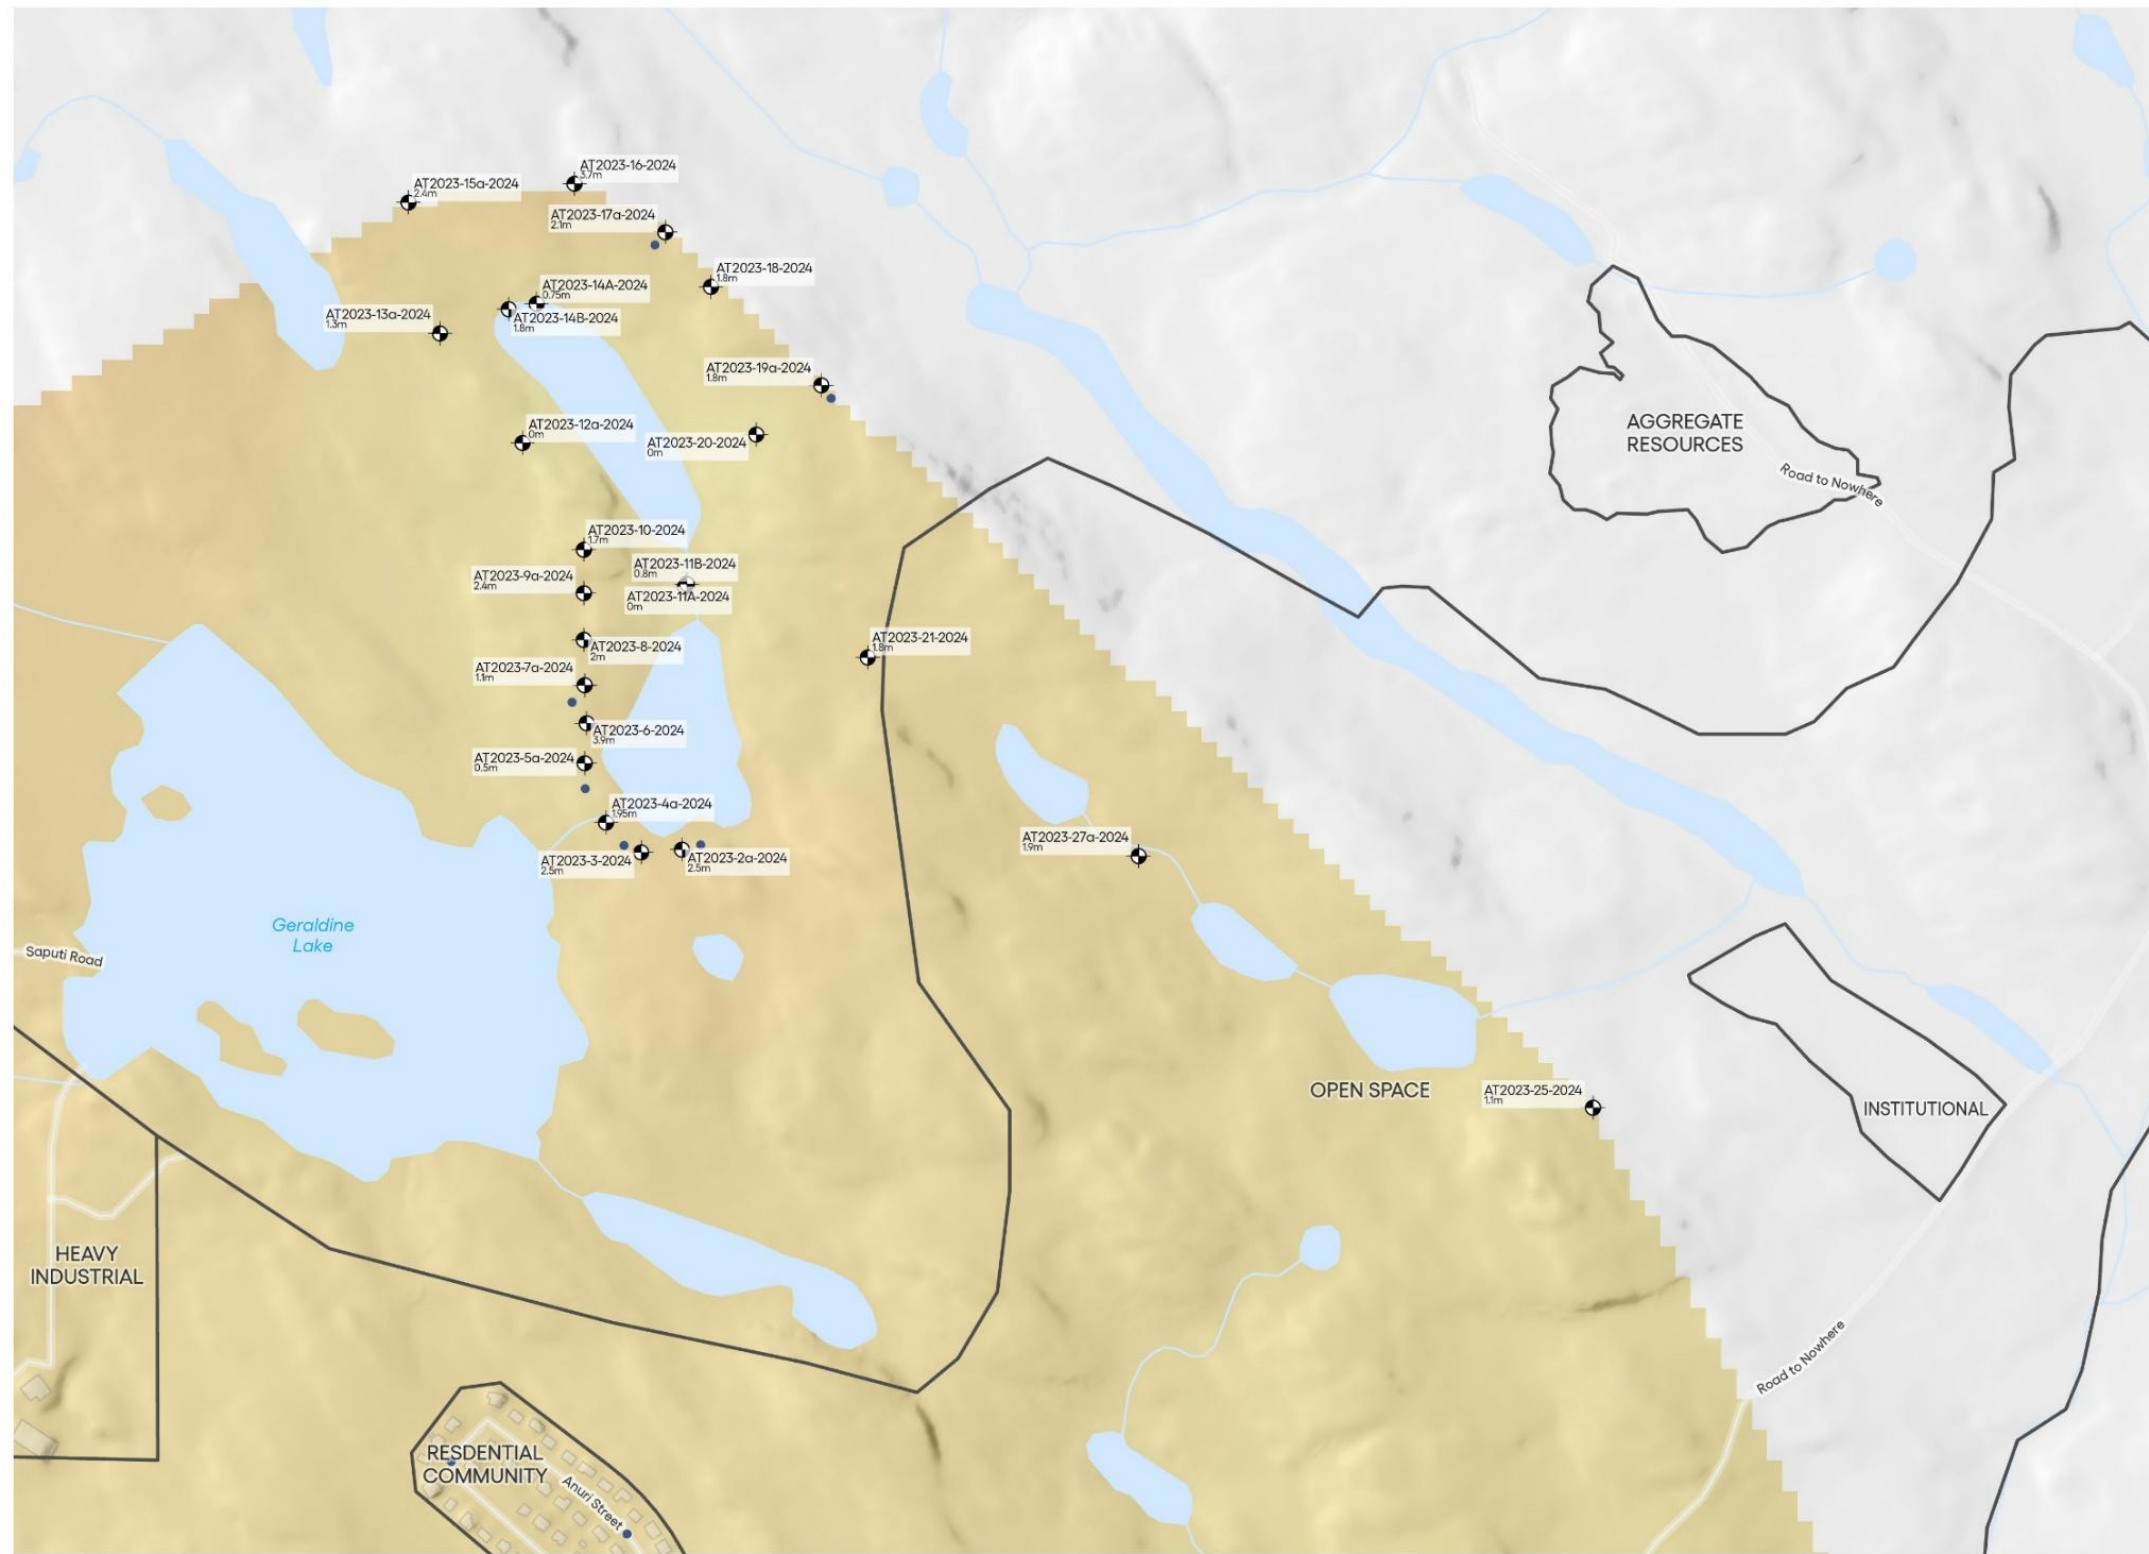 AT2023-16-2024
3.7m
AT2023-15a-2024
2.4m
AT2023-17a-2024
2.1m
AT2023-18-2024
1.8m
AT2023-14A-2024
0.75m
AT2023-13a-2024
1.3m
AT2023-14B-2024
1.8m
AT2023-19a-2024
1.8m
AT2023-12a-2024
0m
AT2023-20-2024
0m
AGGREGATE
RESOURCES
Road to Nowhere
AT2023-10-2024
1.7m
AT2023-11B-2024
0.8m
AT2023-9a-2024
2.4m
AT2023-11A-2024
0m
AT2023-21-2024
1.8m
AT2023-8-2024
2m
AT2023-7a-2024
1.1m
AT2023-6-2024
3.9m
AT2023-5a-2024
0.5m
AT2023-4a-2024
1.95m
AT2023-27a-2024
1.9m
AT2023-3-2024
2.5m
AT2023-2a-2024
2.5m
Geraldine
Lake
Saputi Road
OPEN SPACE
AT2023-25-2024
1.1m
INSTITUTIONAL
HEAVY
INDUSTRIAL
Road to Nowhere
RESDENTIAL
COMMUNITY
Anuri Street